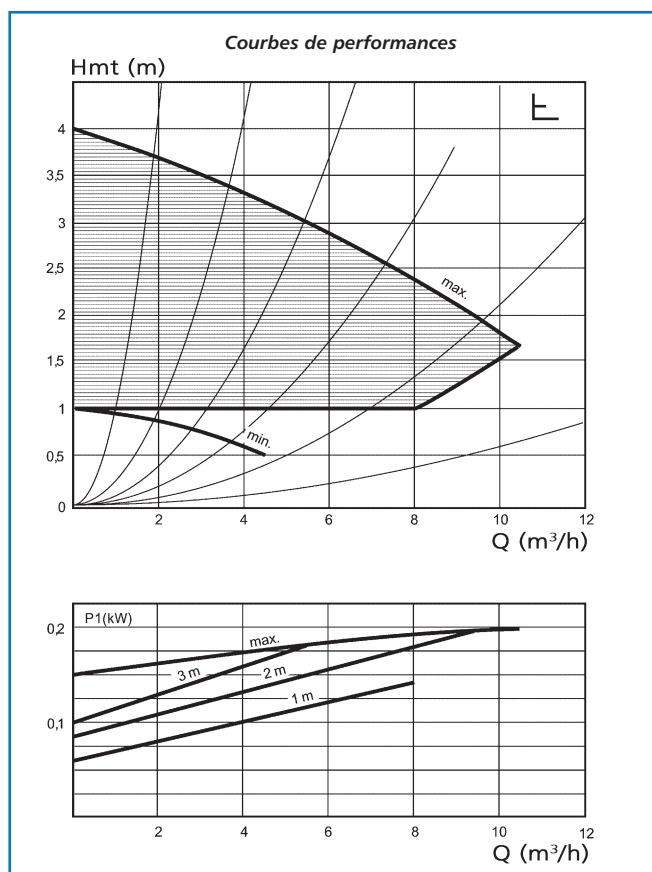 Courbes de performances
Hmt (m)
4
3,5
3
2,5
2
1,5
1
0,5
0
max.
min.
2 4 6 8 10 12
Q (m³/h)
P1(kW)
0,2
0,1
max.
3 m
2 m
1 m
2 4 6 8 10 12
Q (m³/h)